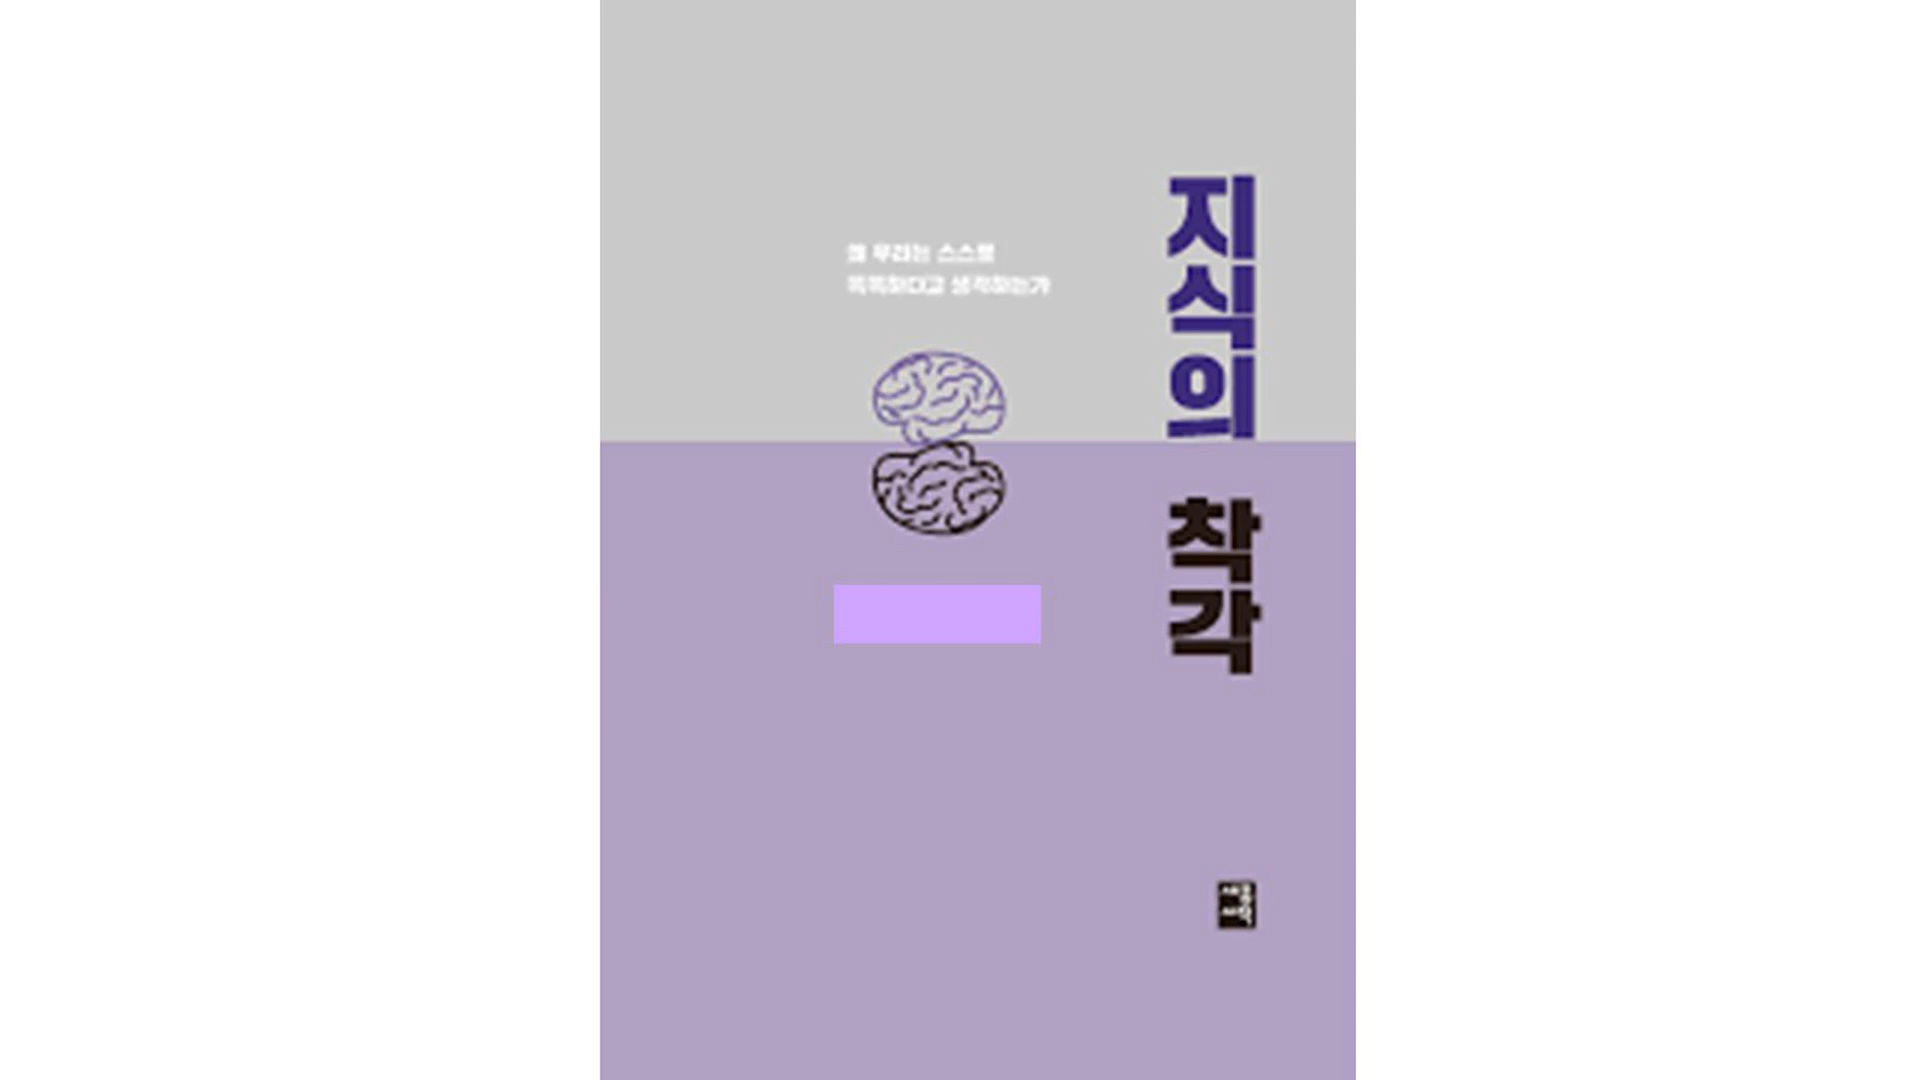 지식의 착각
왜 우리는 스스로
똑똑하다고 생각하는가